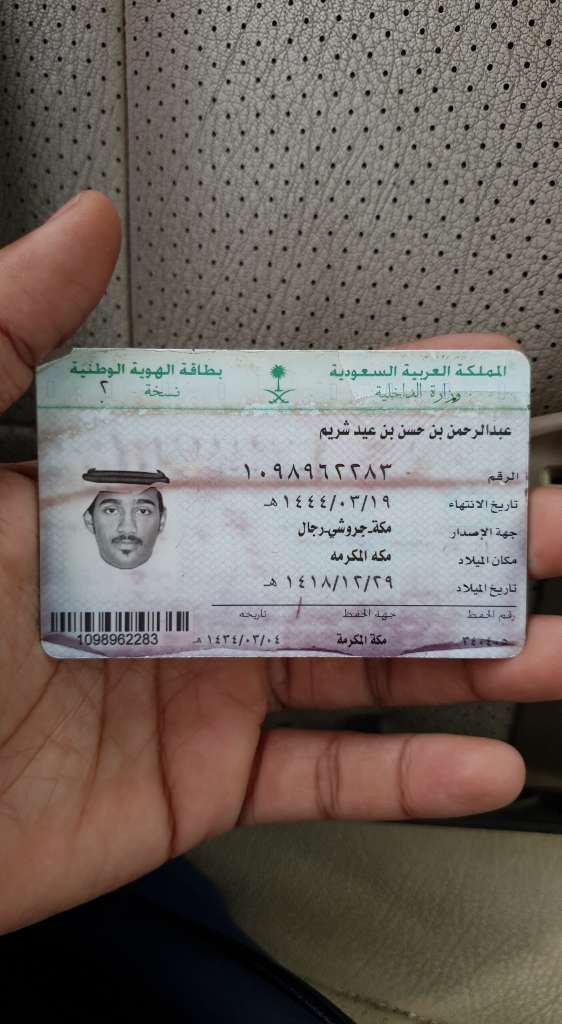 المملكة العربية السعودية
وزارة الداخلية
بطاقة الهوية الوطنية
نسخة ٢
عبدالرحمن بن حسن بن عيد شريم
الرقم ١٠٩٨٩٦٢٢٨٣
تاريخ الانتهاء ١٤٤٤/٠٣/١٩ هـ
جهة الإصدار مكة-جروشي-رجال
مكان الميلاد مكه المكرمه
تاريخ الميلاد ١٤١٨/١٢/٢٩ هـ
رقم الحفظ جهة الحفظ تاريخه
٣٤٠٤٠٥ مكة المكرمة ١٤٣٤/٠٣/٠٤ هـ
1098962283